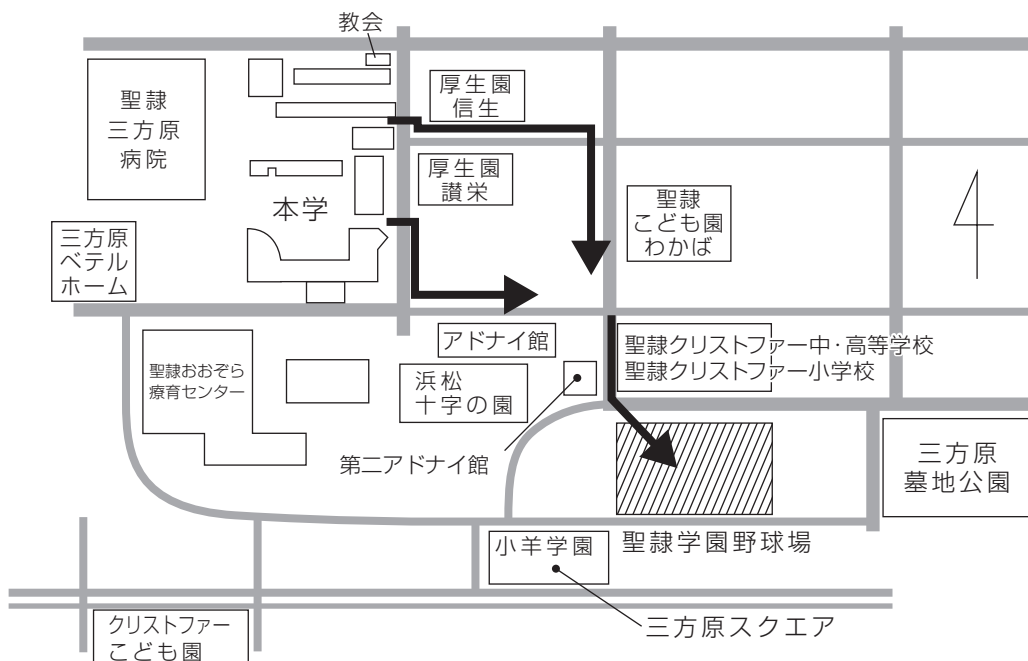 教会
聖隷
三方原
病院
厚生園
信生
厚生園
讃栄
本学
聖隷
こども園
わかば
三方原
ベテル
ホーム
アドナイ館
聖隷クリストファー中・高等学校
聖隷クリストファー小学校
聖隷おおぞら
療育センター
浜松
十字の園
第二アドナイ館
三方原
墓地公園
小羊学園
聖隷学園野球場
三方原スクエア
クリストファー
こども園